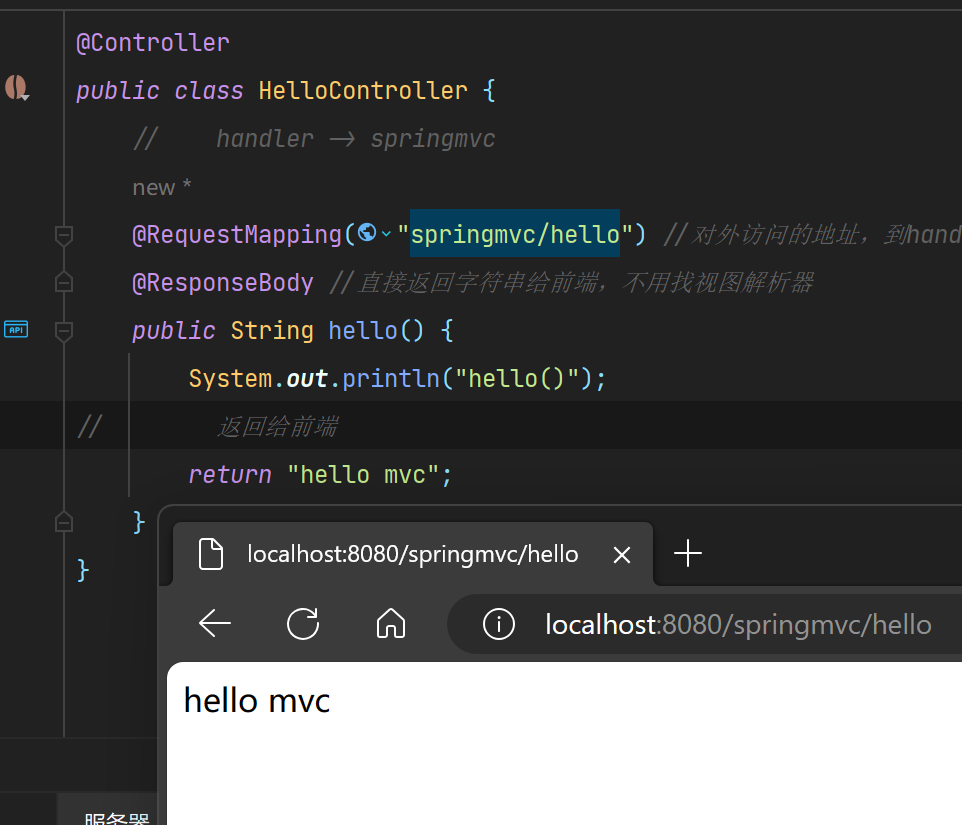 @Controller
public class HelloController {
//    handler -> springmvc
new *
@RequestMapping("springmvc/hello") //对外访问的地址，到hand
@ResponseBody //直接返回字符串给前端，不用找视图解析器
API
public String hello() {
System.out.println("hello()");
//    返回给前端
return "hello mvc";
}
}
localhost:8080/springmvc/hello
localhost:8080/springmvc/hello
hello mvc
服务器